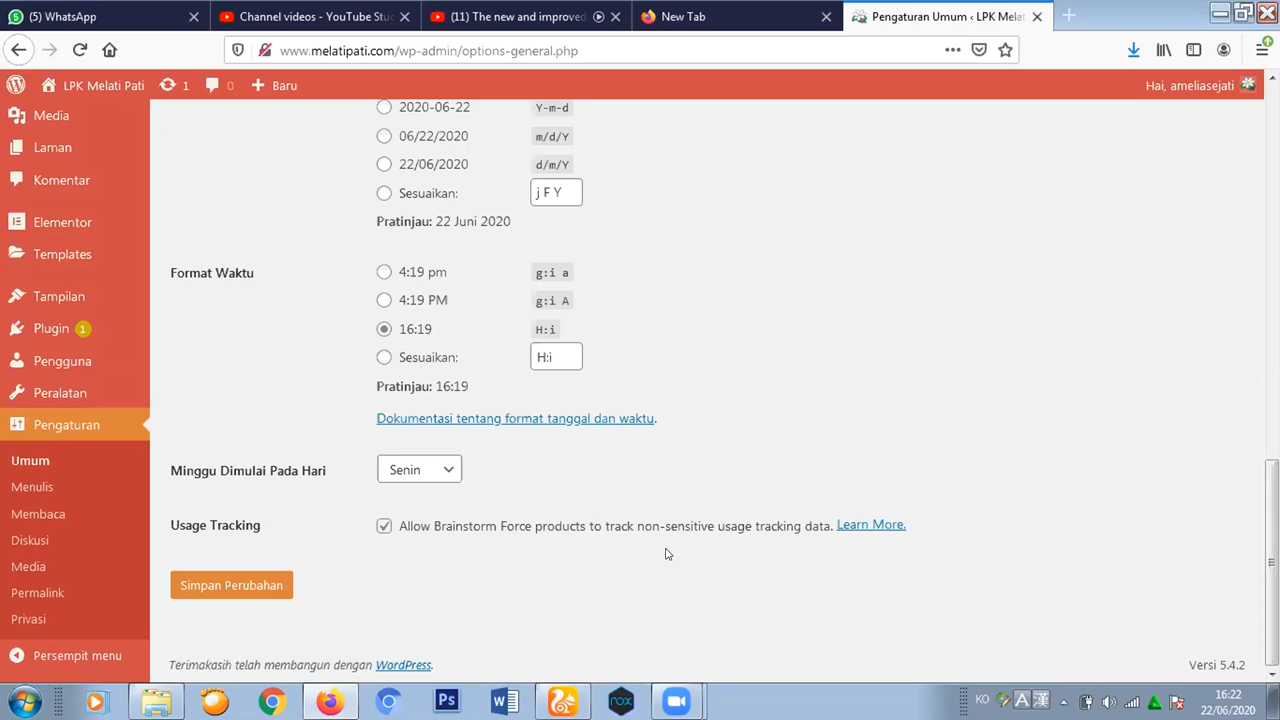 (5) WhatsApp
Channel videos - YouTube Stu
(11) The new and improved
New Tab
Pengaturan Umum ‹ LPK Melat
www.melatipati.com/wp-admin/options-general.php
LPK Melati Pati
1
0
Baru
Hai, ameliasejati
Media
Laman
Komentar
Elementor
Templates
Tampilan
Plugin 1
Pengguna
Peralatan
Pengaturan
Umum
Menulis
Membaca
Diskusi
Media
Permalink
Privasi
Persempit menu
2020-06-22 Y-m-d
06/22/2020 m/d/Y
22/06/2020 d/m/Y
Sesuaikan: j F Y
Pratinjau: 22 Juni 2020
Format Waktu
4:19 pm g:i a
4:19 PM g:i A
16:19 H:i
Sesuaikan: H:i
Pratinjau: 16:19
Dokumentasi tentang format tanggal dan waktu.
Minggu Dimulai Pada Hari Senin
Usage Tracking Allow Brainstorm Force products to track non-sensitive usage tracking data. Learn More.
Simpan Perubahan
Terimakasih telah membangun dengan WordPress. Versi 5.4.2
Ps
W
nox
KO
A 漢
16:22
22/06/2020